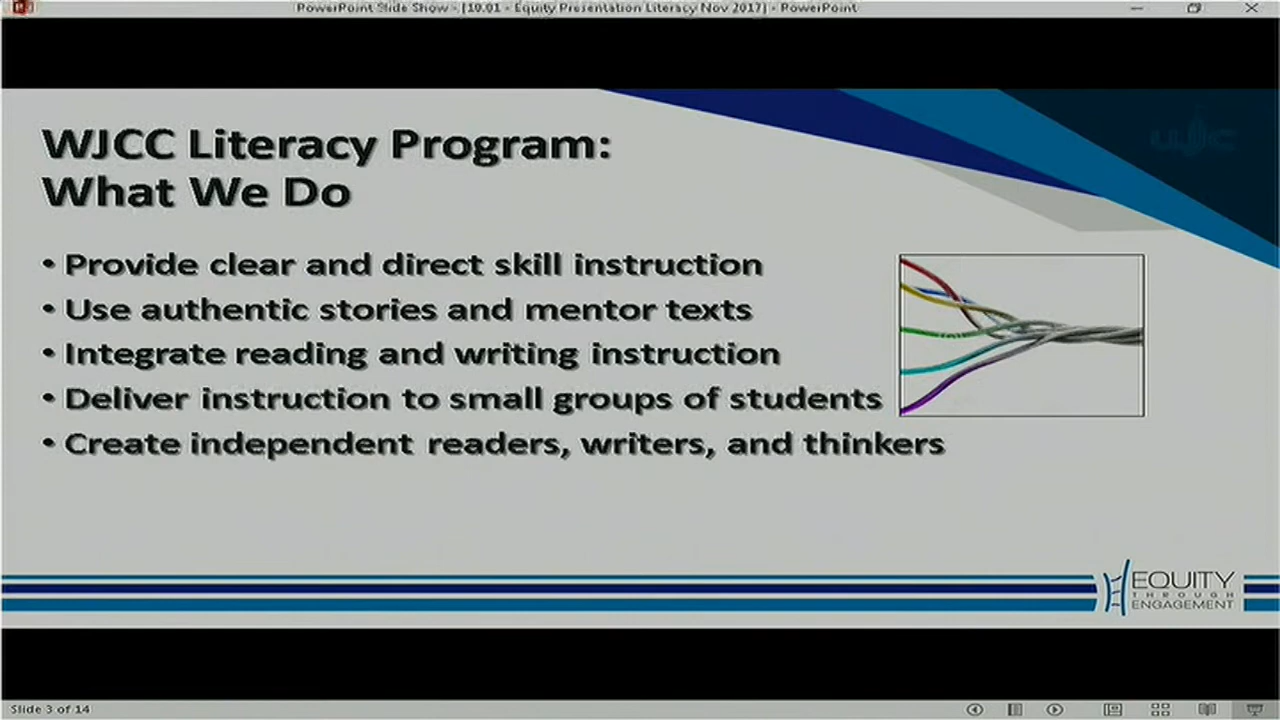 PowerPoint Slide Show - [10.01 - Equity Presentation Literacy Nov 2017] - PowerPoint
wjc
WJCC Literacy Program:
What We Do
• Provide clear and direct skill instruction
• Use authentic stories and mentor texts
• Integrate reading and writing instruction
• Deliver instruction to small groups of students
• Create independent readers, writers, and thinkers
EQUITY
THROUGH
ENGAGEMENT
Slide 3 of 14